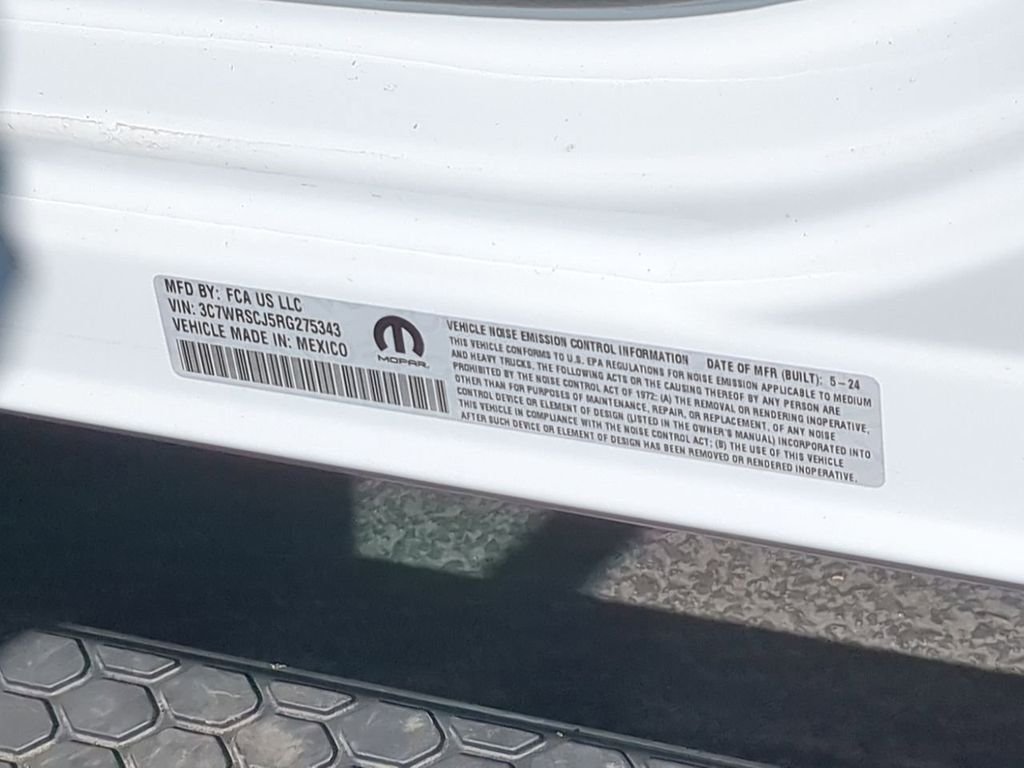 MFD BY: FCA US LLC
VIN: 3C7WRSCJ5RG275343
VEHICLE MADE IN: MEXICO
MOPAR
VEHICLE NOISE EMISSION CONTROL INFORMATION DATE OF MFR (BUILT): 5-24
THIS VEHICLE CONFORMS TO U.S. EPA REGULATIONS FOR NOISE EMISSION APPLICABLE TO MEDIUM
AND HEAVY TRUCKS. THE FOLLOWING ACTS OR THE CAUSING THEREOF BY ANY PERSON ARE
PROHIBITED BY THE NOISE CONTROL ACT OF 1972: (A) THE REMOVAL OR RENDERING INOPERATIVE,
OTHER THAN FOR PURPOSES OF MAINTENANCE, REPAIR, OR REPLACEMENT, OF ANY NOISE
CONTROL DEVICE OR ELEMENT OF DESIGN (LISTED IN THE OWNER'S MANUAL) INCORPORATED INTO
THIS VEHICLE IN COMPLIANCE WITH THE NOISE CONTROL ACT; (B) THE USE OF THIS VEHICLE
AFTER SUCH DEVICE OR ELEMENT OF DESIGN HAS BEEN REMOVED OR RENDERED INOPERATIVE.